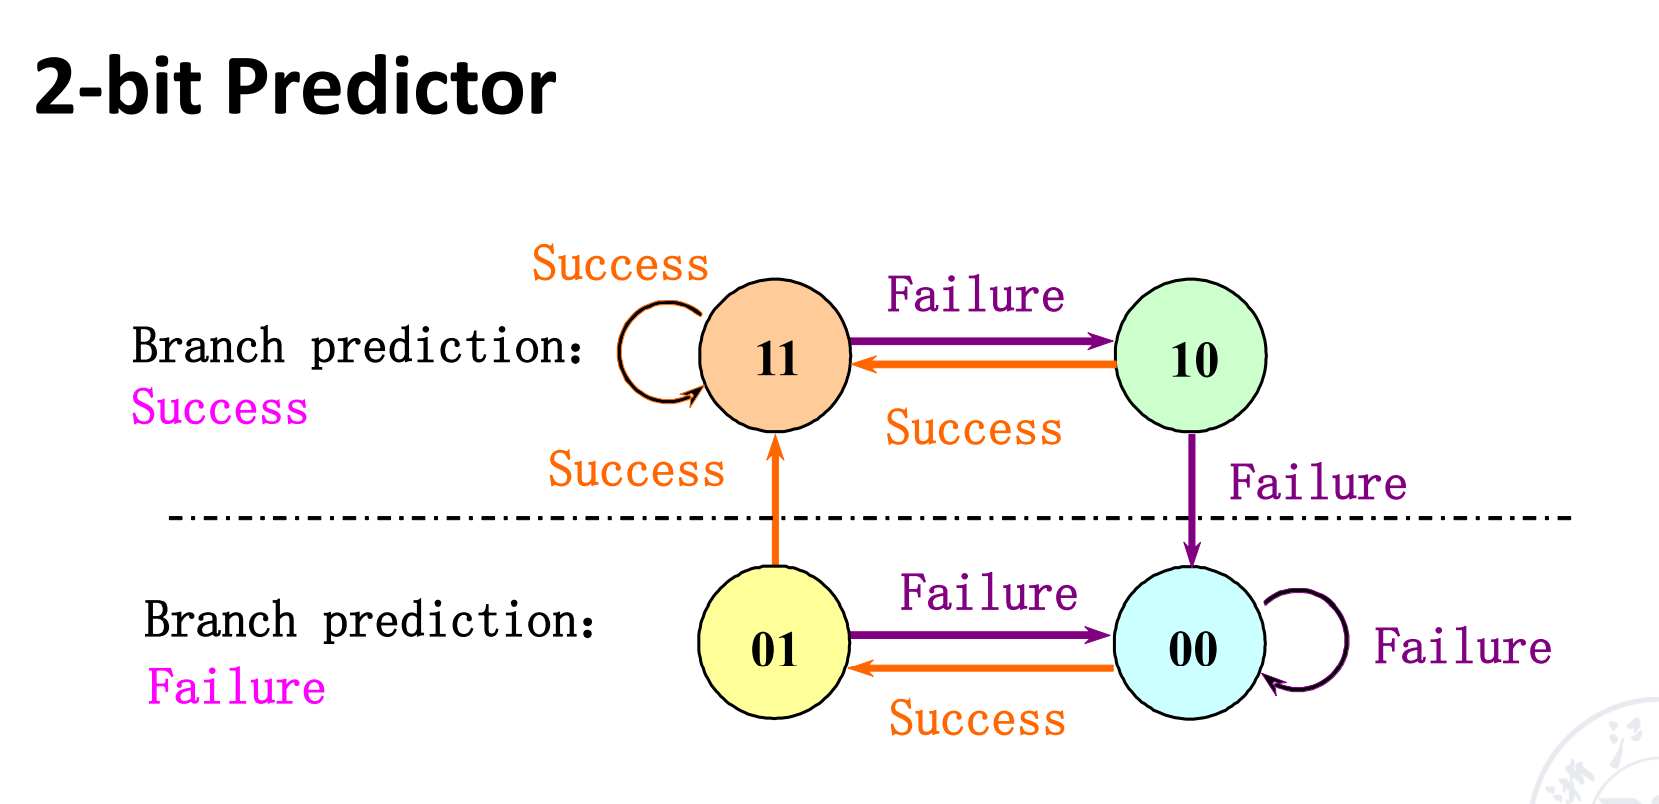 2-bit Predictor
Success
Failure
Branch prediction:
11
10
Success
Success
Success
Failure
Branch prediction:
Failure
01
00
Failure
Failure
Success